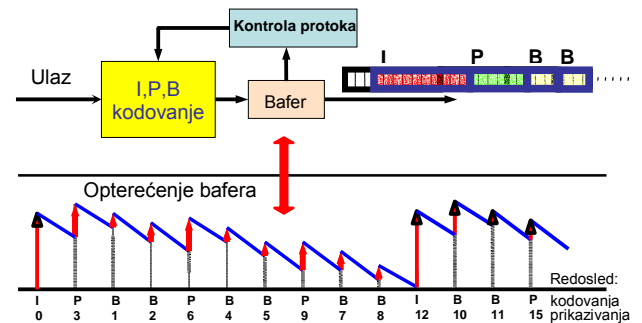 Kontrola protoka
I P B B
Ulaz
I,P,B
kodovanje
Bafer
Opterećenje bafera
Redosled:
I P B B P B B P B B I B B P kodovanja
0 3 1 2 6 4 5 9 7 8 12 10 11 15 prikazivanja